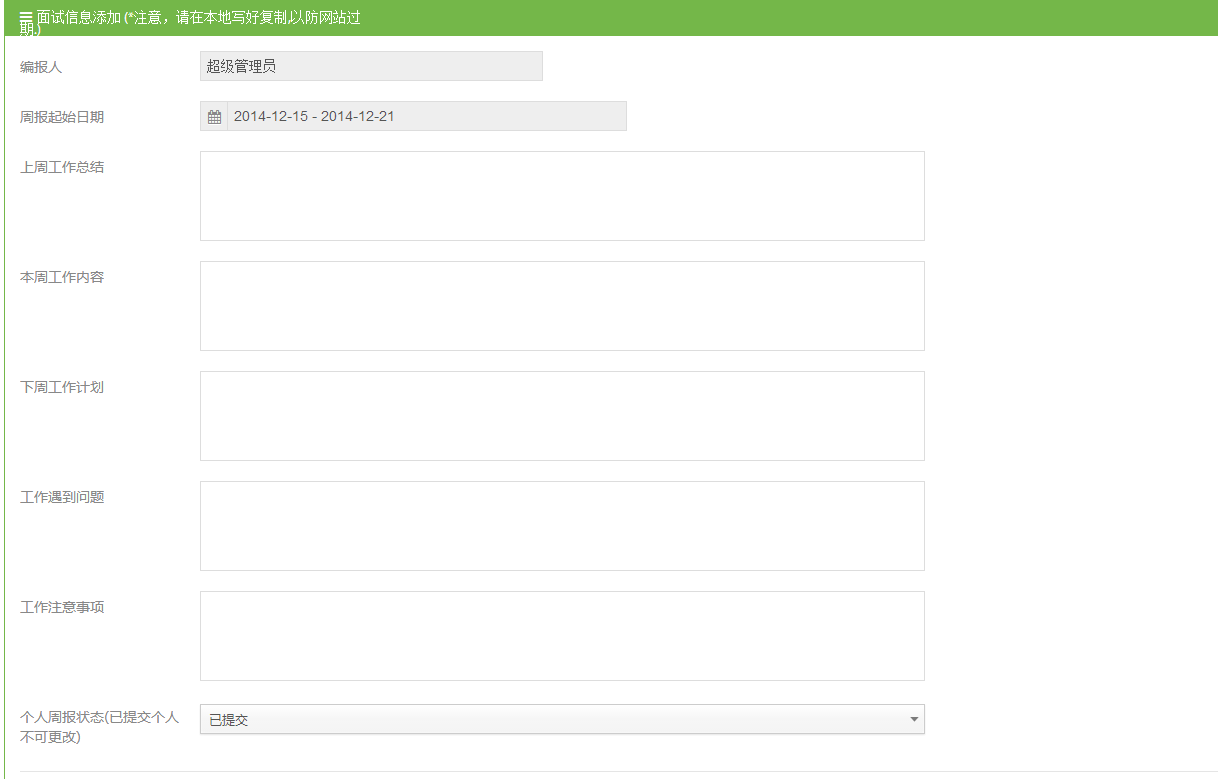 面试信息添加 (*注意，请在本地写好复制,以防网站过
期.)
编报人
超级管理员
周报起始日期
2014-12-15 - 2014-12-21
上周工作总结
本周工作内容
下周工作计划
工作遇到问题
工作注意事项
个人周报状态(已提交个人
不可更改)
已提交